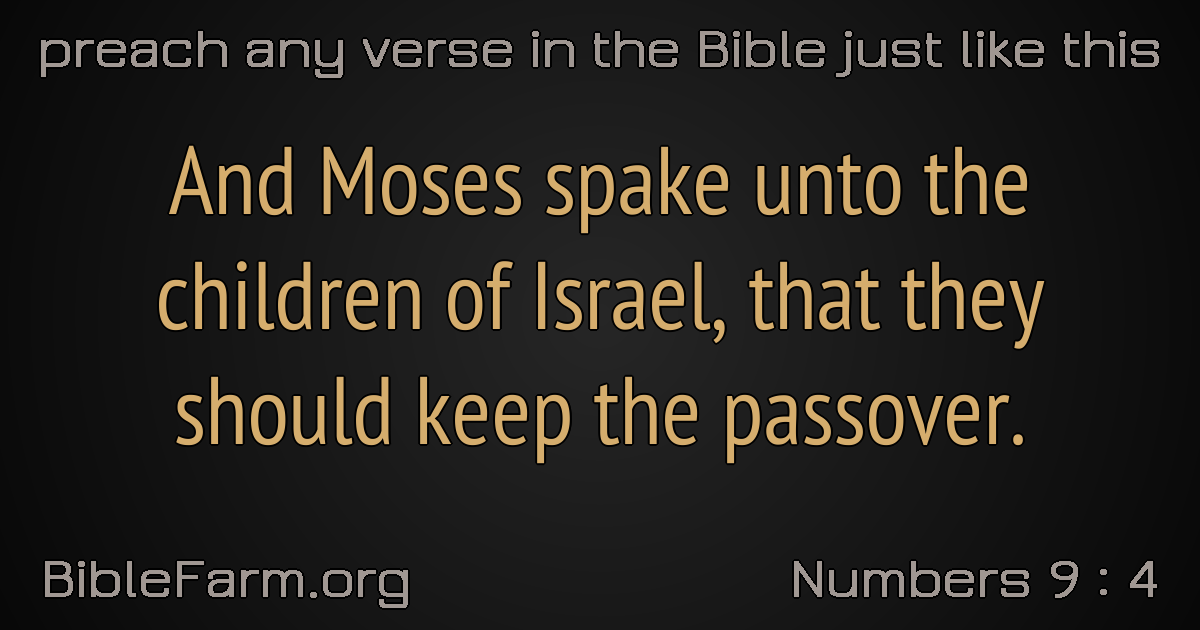 preach any verse in the Bible just like this
And Moses spake unto the
children of Israel, that they
should keep the passover.
BibleFarm.org
Numbers 9 : 4